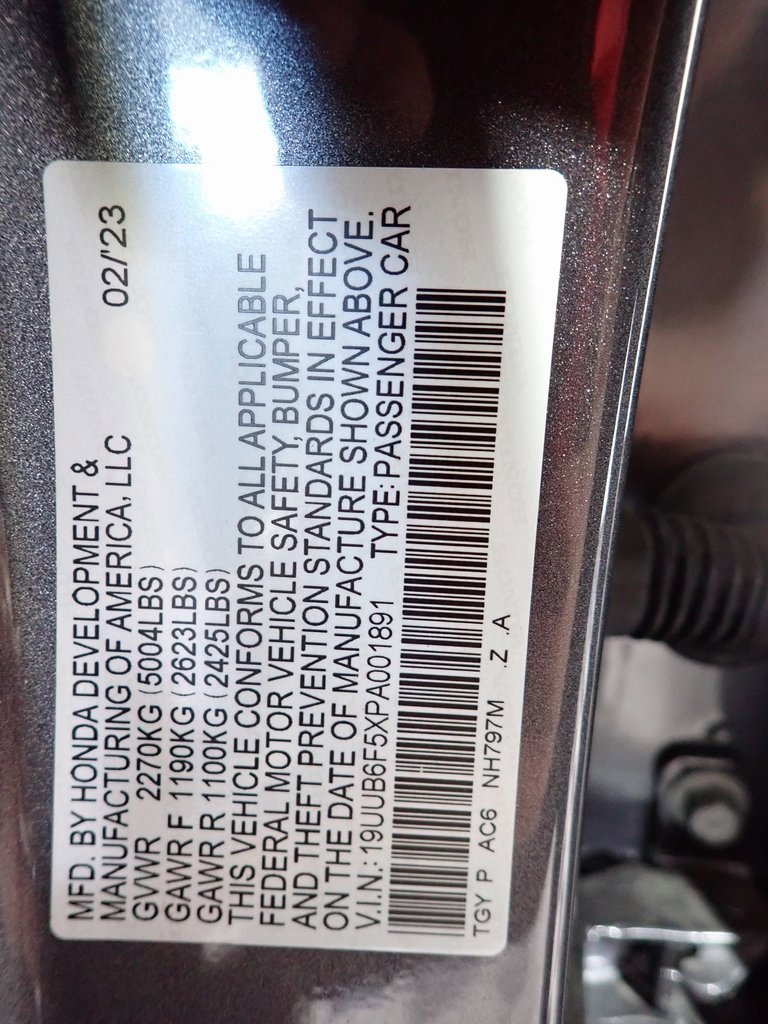 MFD. BY HONDA DEVELOPMENT &
MANUFACTURING OF AMERICA, LLC 02/'23
GVWR 2270KG (5004LBS)
GAWR F 1190KG (2623LBS)
GAWR R 1100KG (2425LBS)
THIS VEHICLE CONFORMS TO ALL APPLICABLE
FEDERAL MOTOR VEHICLE SAFETY, BUMPER,
AND THEFT PREVENTION STANDARDS IN EFFECT
ON THE DATE OF MANUFACTURE SHOWN ABOVE.
V.I.N.: 19UUB6F5XPA001891 TYPE: PASSENGER CAR
TGY P AC6 NH797M .Z .A